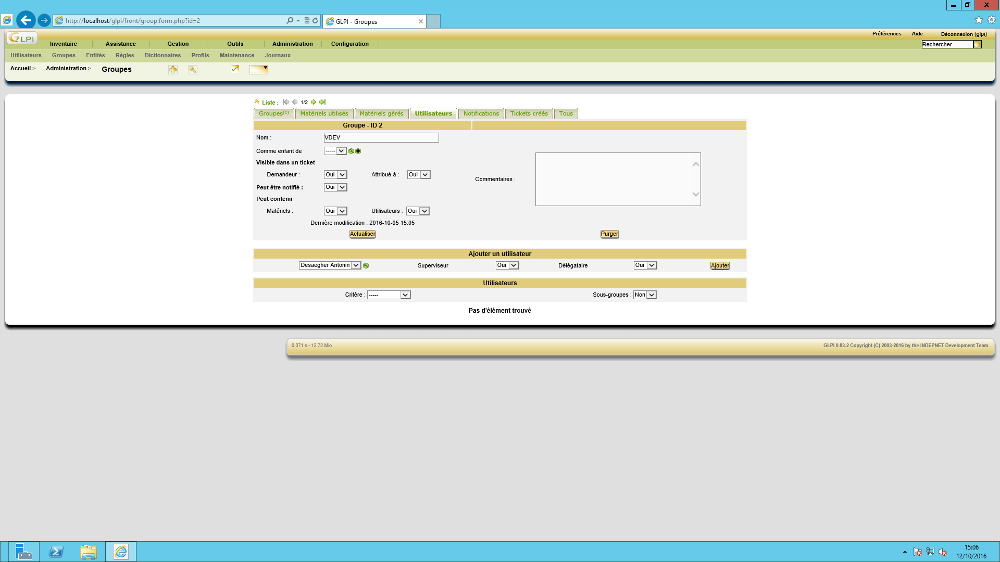 http://localhost/glpi/front/group.form.php?id=2
GLPI - Groupes
GLPI
Préférences Aide Déconnexion (glpi)
Inventaire Assistance Gestion Outils Administration Configuration
Rechercher
Utilisateurs Groupes Entités Règles Dictionnaires Profils Maintenance Journaux
Accueil > Administration > Groupes
Liste : 1/2
Groupes(1) Matériels utilisés Matériels gérés Utilisateurs Notifications Tickets créés Tous
Groupe - ID 2
Nom : VDEV
Comme enfant de -----
Visible dans un ticket
Demandeur : Oui Attribué à : Oui
Commentaires :
Peut être notifié : Oui
Peut contenir
Matériels : Oui Utilisateurs : Oui
Dernière modification : 2016-10-05 15:05
Actualiser Purger
Ajouter un utilisateur
Desaegher Antonin Superviseur Oui Délégataire Oui Ajouter
Utilisateurs
Critère : ----- Sous-groupes : Non
Pas d'élément trouvé
0.071 s - 12.72 Mio GLPI 0.83.2 Copyright (C) 2003-2016 by the INDEPNET Development Team.
15:06
12/10/2016